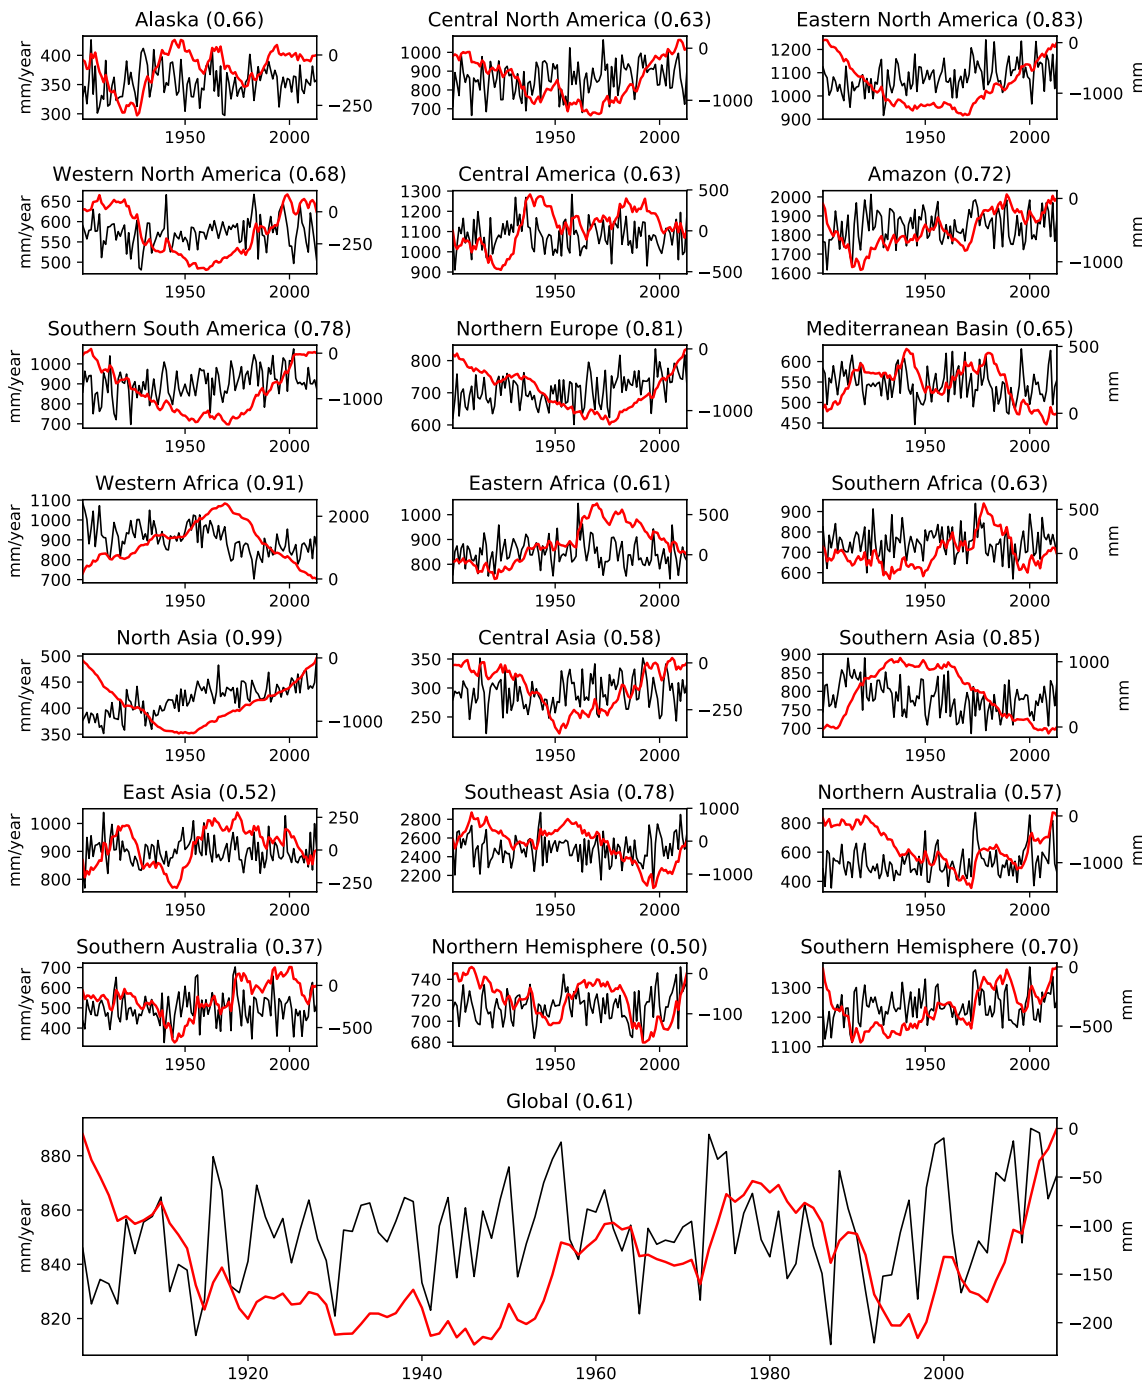 Alaska (0.66) Central North America (0.63) Eastern North America (0.83)
mm/year 400 350 300 0 −250 1000 900 800 700 0 −1000 1200 1100 1000 900 0 −1000 mm
1950 2000 1950 2000 1950 2000
Western North America (0.68) Central America (0.63) Amazon (0.72)
650 600 550 500 0 −250 1300 1200 1100 1000 900 500 0 −500 2000 1900 1800 1700 1600 0 −1000
1950 2000 1950 2000 1950 2000
Southern South America (0.78) Northern Europe (0.81) Mediterranean Basin (0.65)
mm/year 1000 900 800 700 0 −1000 800 700 600 0 −1000 600 550 500 450 500 0 mm
1950 2000 1950 2000 1950 2000
Western Africa (0.91) Eastern Africa (0.61) Southern Africa (0.63)
mm/year 1100 1000 900 800 700 2000 0 1000 900 800 500 0 900 800 700 600 500 0 mm
1950 2000 1950 2000 1950 2000
North Asia (0.99) Central Asia (0.58) Southern Asia (0.85)
mm/year 500 450 400 350 0 −1000 350 300 250 0 −250 900 850 800 750 700 1000 0 mm
1950 2000 1950 2000 1950 2000
East Asia (0.52) Southeast Asia (0.78) Northern Australia (0.57)
mm/year 1000 900 800 250 0 −250 2800 2600 2400 2200 1000 0 −1000 800 600 400 0 −1000 mm
1950 2000 1950 2000 1950 2000
Southern Australia (0.37) Northern Hemisphere (0.50) Southern Hemisphere (0.70)
mm/year 700 600 500 400 0 −500 740 720 700 680 0 −100 1300 1200 1100 0 −500 mm
1950 2000 1950 2000 1950 2000
Global (0.61)
mm/year 880 860 840 820 0 −50 −100 −150 −200 mm
1920 1940 1960 1980 2000